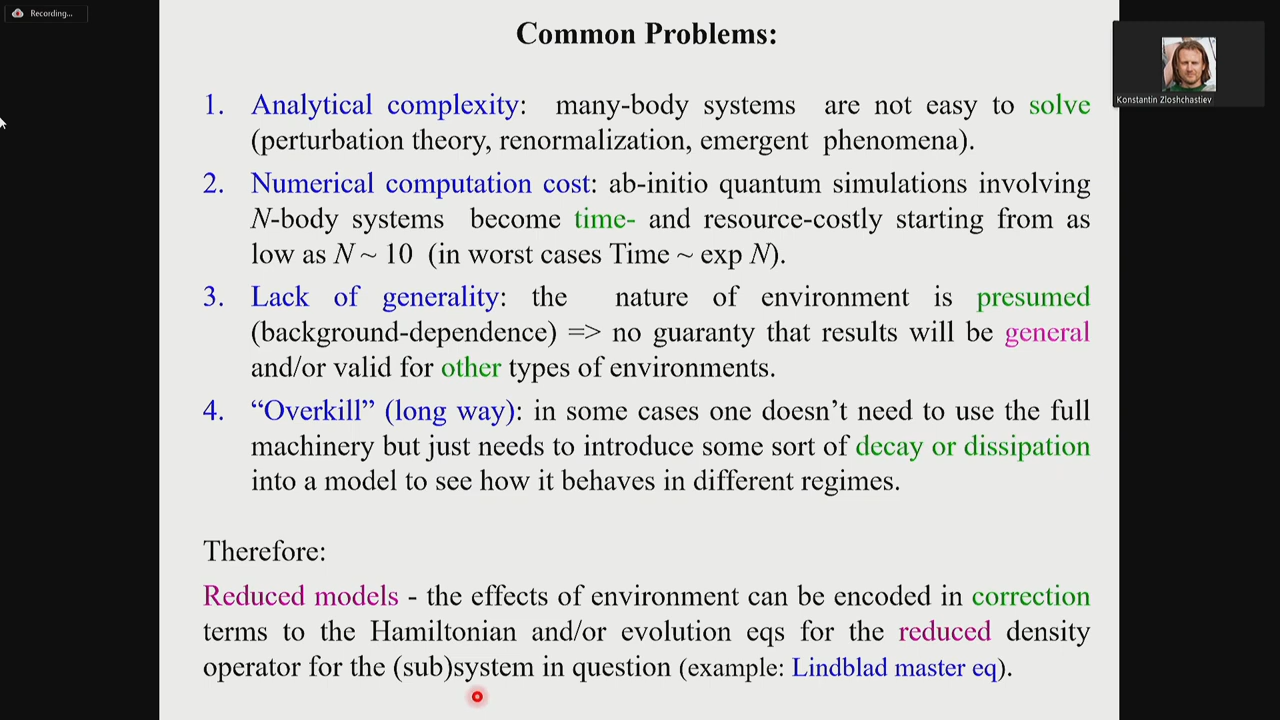 Recording...
Common Problems:
Konstantin Zloshchastiev
1. Analytical complexity: many-body systems are not easy to solve
(perturbation theory, renormalization, emergent phenomena).
2. Numerical computation cost: ab-initio quantum simulations involving
N-body systems become time- and resource-costly starting from as
low as N ~ 10 (in worst cases Time ~ exp N).
3. Lack of generality: the nature of environment is presumed
(background-dependence) => no guaranty that results will be general
and/or valid for other types of environments.
4. “Overkill” (long way): in some cases one doesn’t need to use the full
machinery but just needs to introduce some sort of decay or dissipation
into a model to see how it behaves in different regimes.
Therefore:
Reduced models - the effects of environment can be encoded in correction
terms to the Hamiltonian and/or evolution eqs for the reduced density
operator for the (sub)system in question (example: Lindblad master eq).